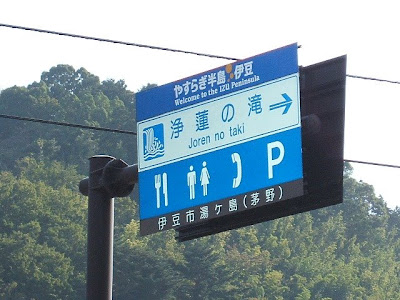 やすらぎ半島・伊豆
Welcome to the IZU Peninsula
浄蓮の滝
Joren no taki
P
伊豆市湯ケ島(茅野)